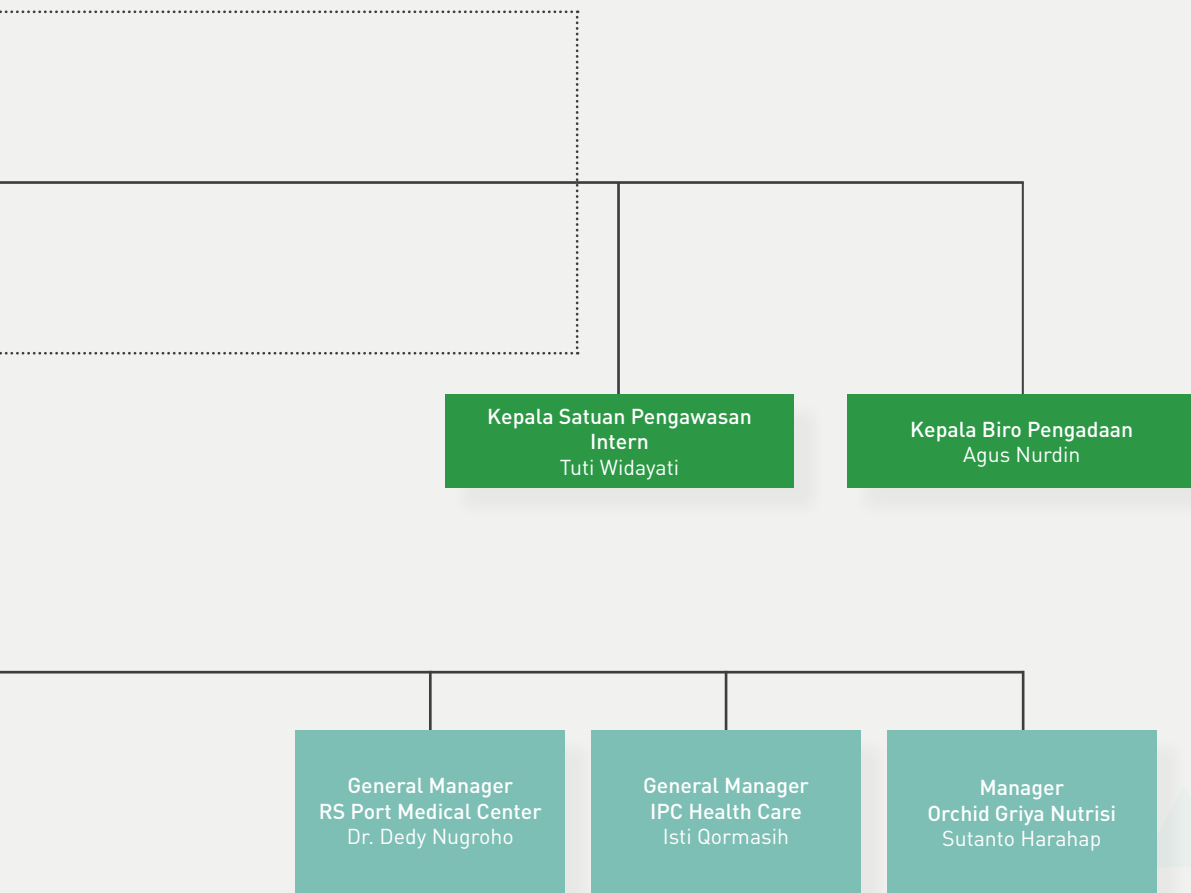 Kepala Satuan Pengawasan
Intern
Tuti Widayati
Kepala Biro Pengadaan
Agus Nurdin
General Manager
RS Port Medical Center
Dr. Dedy Nugroho
General Manager
IPC Health Care
Isti Qormasih
Manager
Orchid Griya Nutrisi
Sutanto Harahap